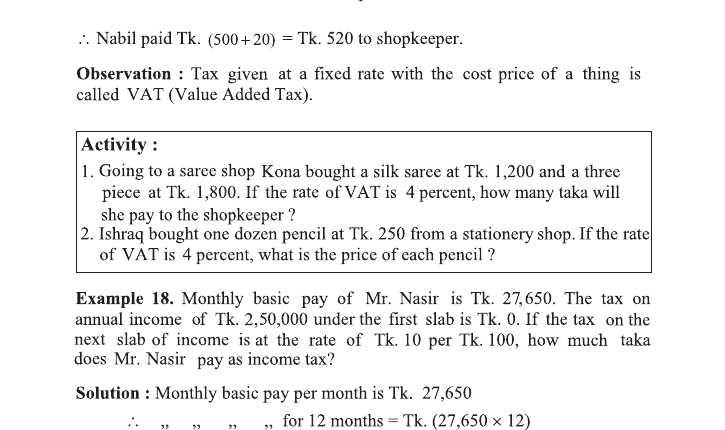 ∴ Nabil paid Tk. (500+20) = Tk. 520 to shopkeeper.
Observation : Tax given at a fixed rate with the cost price of a thing is
called VAT (Value Added Tax).
Activity :
1. Going to a saree shop Kona bought a silk saree at Tk. 1,200 and a three
piece at Tk. 1,800. If the rate of VAT is 4 percent, how many taka will
she pay to the shopkeeper ?
2. Ishraq bought one dozen pencil at Tk. 250 from a stationery shop. If the rate
of VAT is 4 percent, what is the price of each pencil ?
Example 18. Monthly basic pay of Mr. Nasir is Tk. 27,650. The tax on
annual income of Tk. 2,50,000 under the first slab is Tk. 0. If the tax on the
next slab of income is at the rate of Tk. 10 per Tk. 100, how much taka
does Mr. Nasir pay as income tax?
Solution : Monthly basic pay per month is Tk. 27,650
∴ ,, ,, ,, ,, for 12 months = Tk. (27,650 × 12)